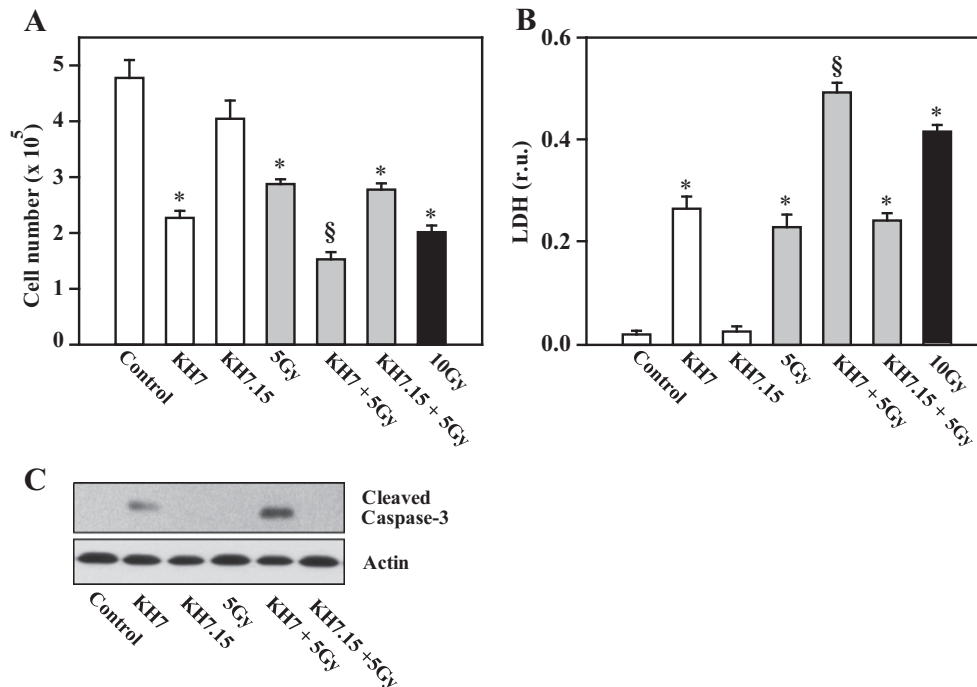 A
Cell number (x 10⁵)
5
4
3
2
1
0
*
*
§
*
*
Control
KH7
KH7.15
5Gy
KH7 + 5Gy
KH7.15 + 5Gy
10Gy
B
LDH (r.u.)
0.6
0.4
0.2
0.0
*
*
§
*
*
Control
KH7
KH7.15
5Gy
KH7 + 5Gy
KH7.15 + 5Gy
10Gy
C
Cleaved
Caspase-3
Actin
Control
KH7
KH7.15
5Gy
KH7 + 5Gy
KH7.15 +5Gy